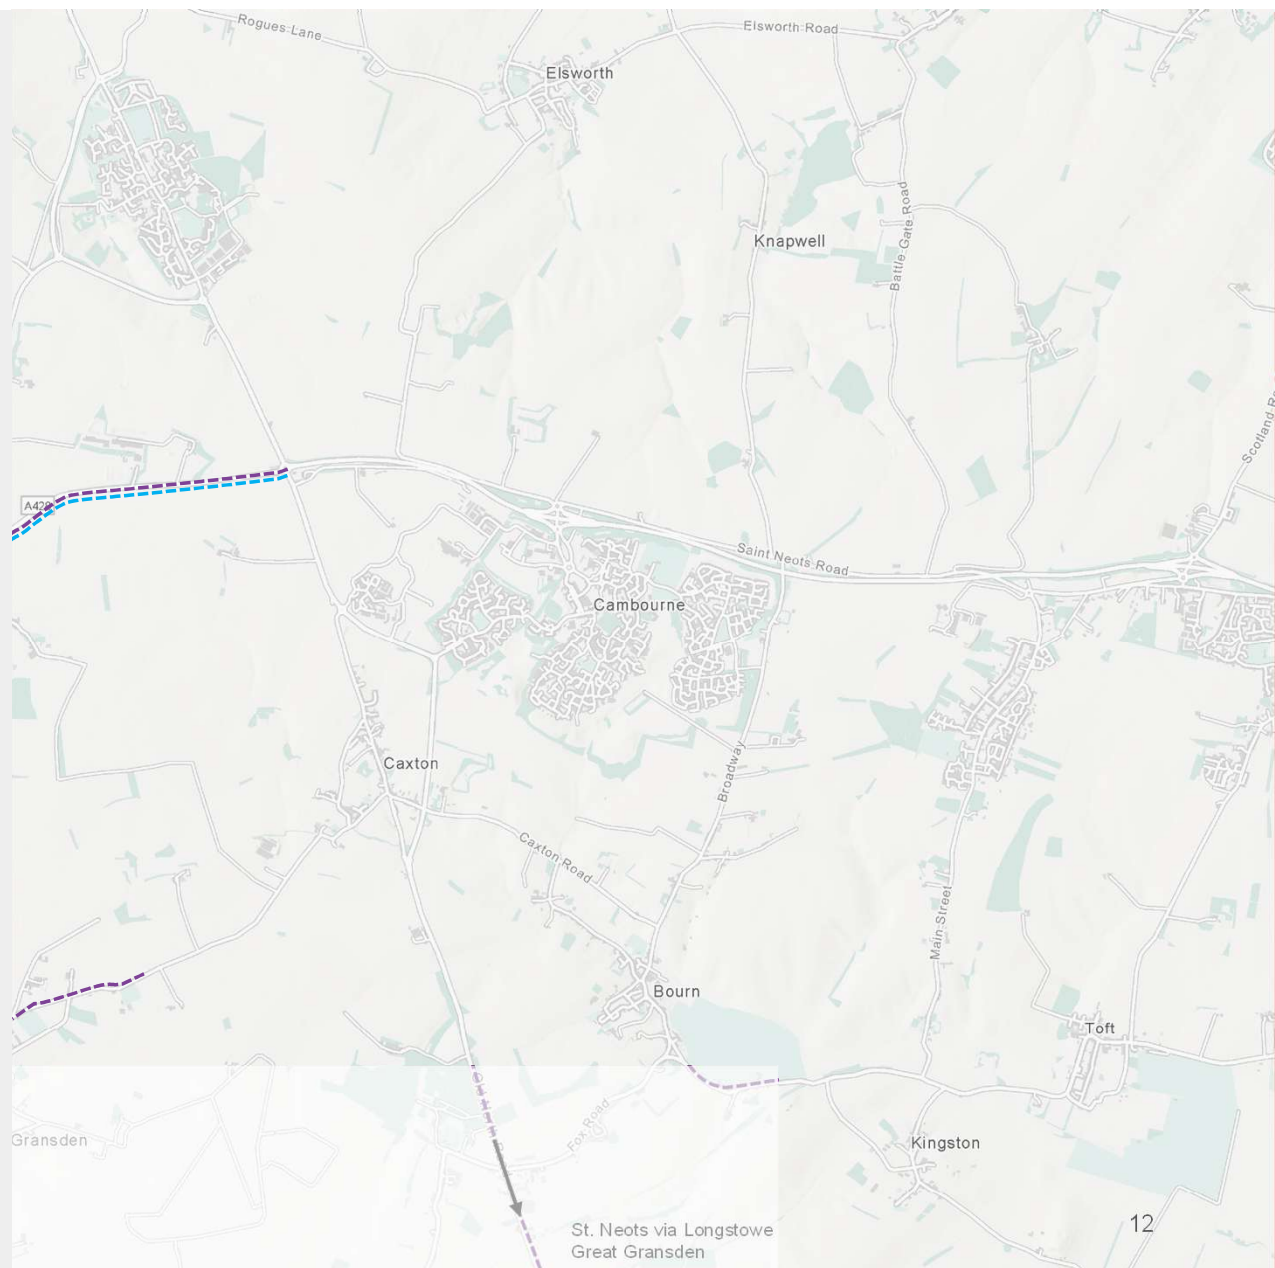 Rogues Lane
Elsworth Road
Elsworth
Knapwell
Battle Gate Road
Scotland
A428
Saint Neots Road
Cambourne
Caxton
Broadway
Caxton Road
Main Street
Bourn
Toft
Fox Road
Gransden
Kingston
St. Neots via Longstowe
Great Gransden
12